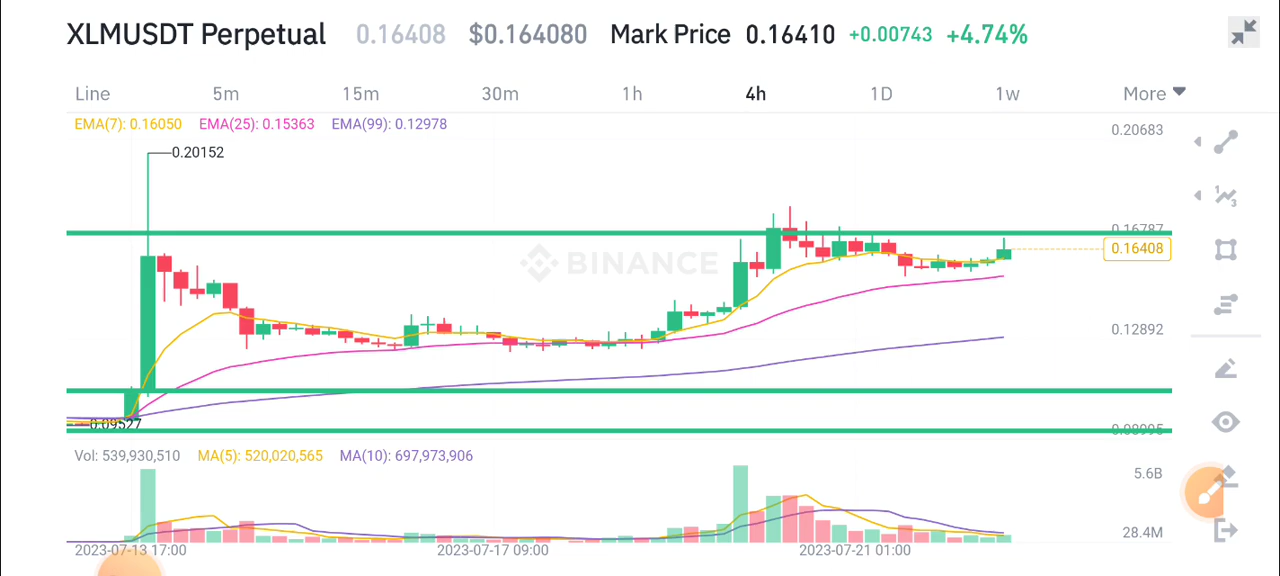 XLMUSDT Perpetual 0.16408 $0.164080 Mark Price 0.16410 +0.00743 +4.74%
Line 5m 15m 30m 1h 4h 1D 1w More
EMA(7): 0.16050 EMA(25): 0.15363 EMA(99): 0.12978
0.20683
0.20152
0.16787
0.16408
BINANCE
0.12892
0.09527
0.08995
Vol: 539,930,510 MA(5): 520,020,565 MA(10): 697,973,906
5.6B
28.4M
2023-07-13 17:00 2023-07-17 09:00 2023-07-21 01:00